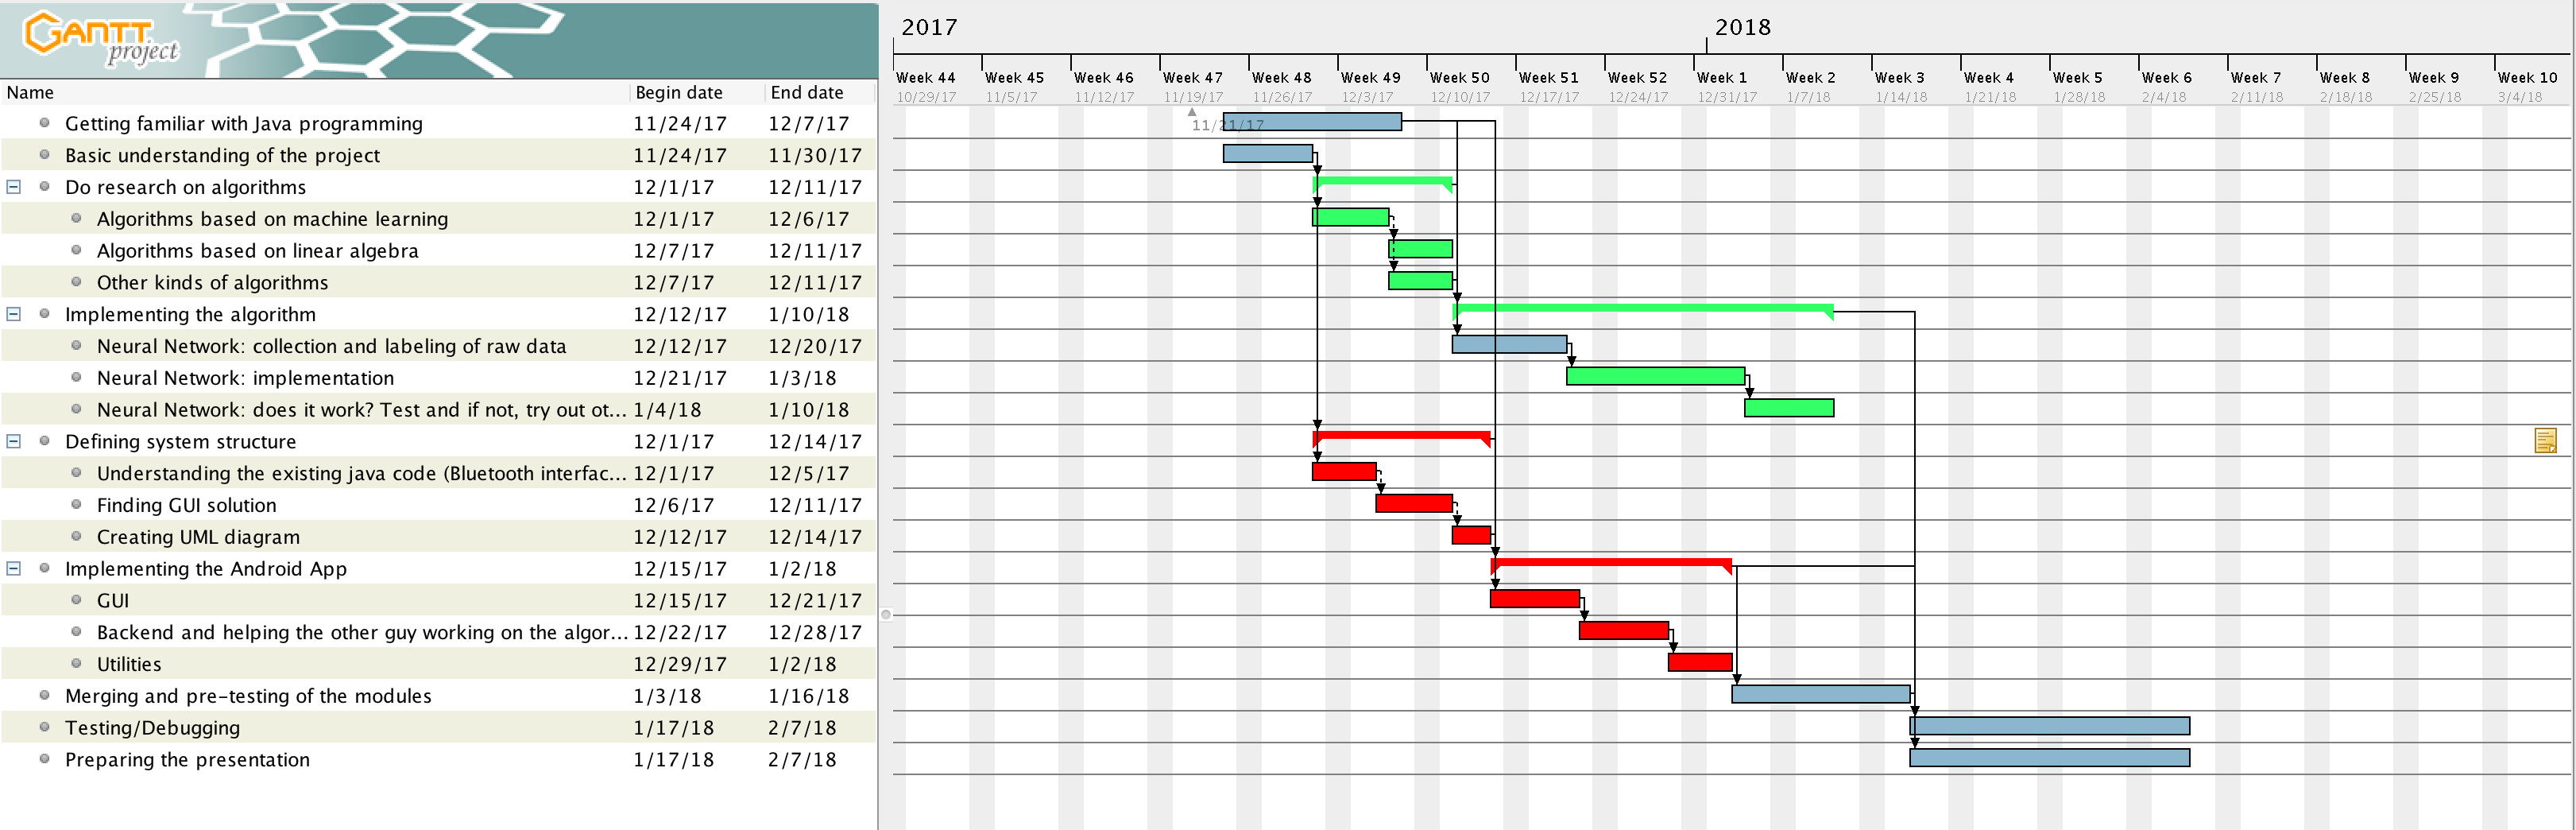 GANTT
project
2017 2018
Week 44 Week 45 Week 46 Week 47 Week 48 Week 49 Week 50 Week 51 Week 52 Week 1 Week 2 Week 3 Week 4 Week 5 Week 6 Week 7 Week 8 Week 9 Week 10
Name Begin date End date
10/29/17 11/5/17 11/12/17 11/19/17 11/26/17 12/3/17 12/10/17 12/17/17 12/24/17 12/31/17 1/7/18 1/14/18 1/21/18 1/28/18 2/4/18 2/11/18 2/18/18 2/25/18 3/4/18
Getting familiar with Java programming 11/24/17 12/7/17
11/21/17
Basic understanding of the project 11/24/17 11/30/17
Do research on algorithms 12/1/17 12/11/17
Algorithms based on machine learning 12/1/17 12/6/17
Algorithms based on linear algebra 12/7/17 12/11/17
Other kinds of algorithms 12/7/17 12/11/17
Implementing the algorithm 12/12/17 1/10/18
Neural Network: collection and labeling of raw data 12/12/17 12/20/17
Neural Network: implementation 12/21/17 1/3/18
Neural Network: does it work? Test and if not, try out ot... 1/4/18 1/10/18
Defining system structure 12/1/17 12/14/17
Understanding the existing java code (Bluetooth interfac... 12/1/17 12/5/17
Finding GUI solution 12/6/17 12/11/17
Creating UML diagram 12/12/17 12/14/17
Implementing the Android App 12/15/17 1/2/18
GUI 12/15/17 12/21/17
Backend and helping the other guy working on the algor... 12/22/17 12/28/17
Utilities 12/29/17 1/2/18
Merging and pre-testing of the modules 1/3/18 1/16/18
Testing/Debugging 1/17/18 2/7/18
Preparing the presentation 1/17/18 2/7/18